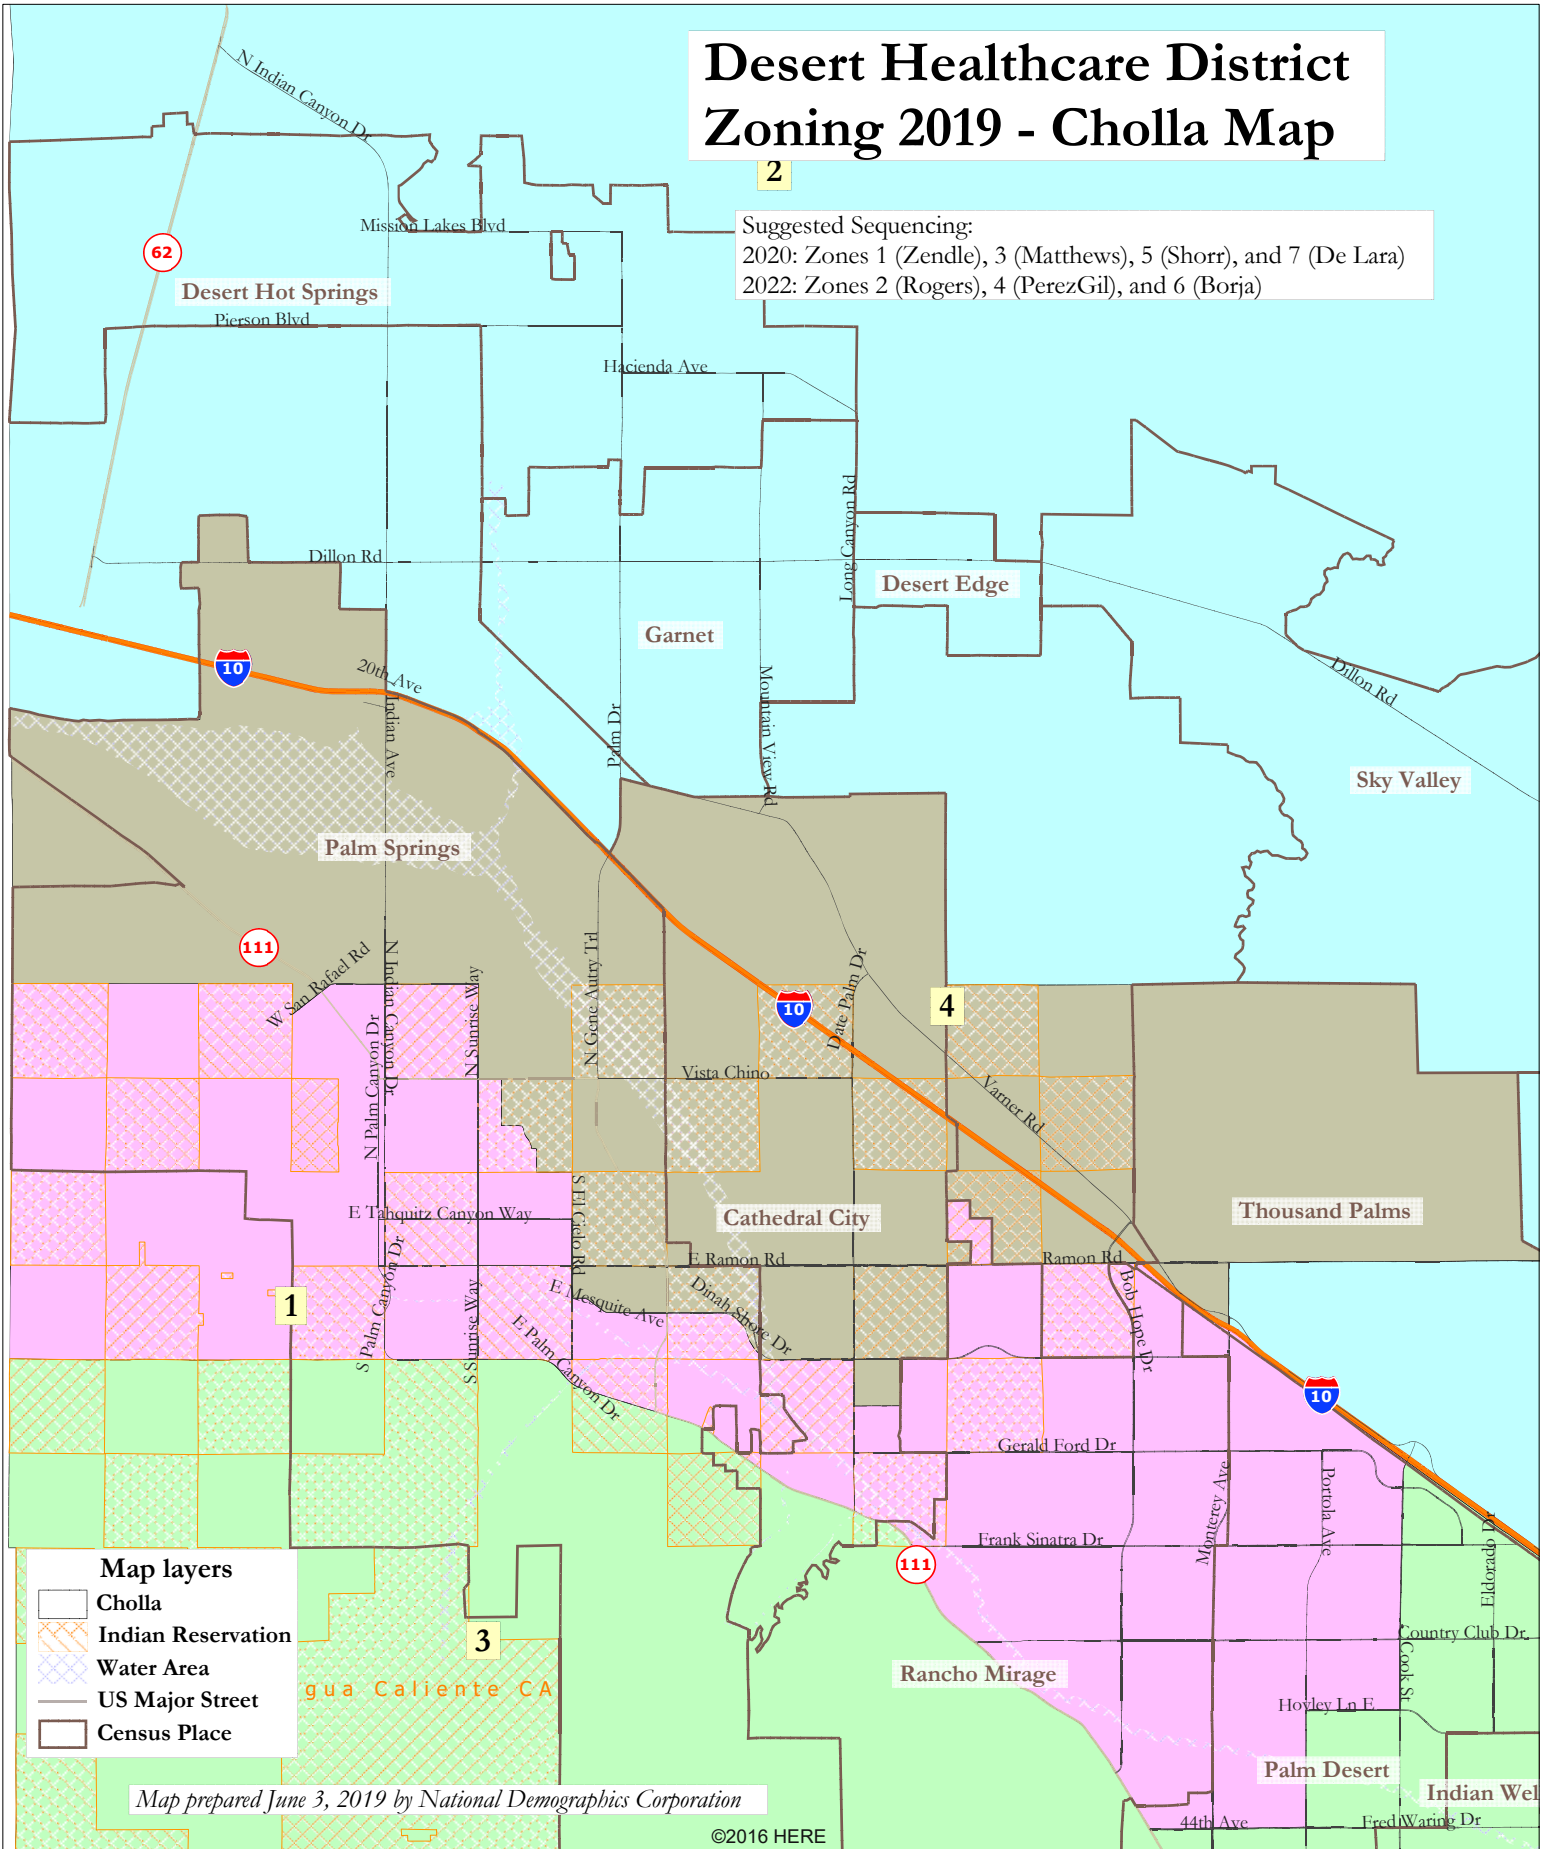 Desert Healthcare District
Zoning 2019 - Cholla Map
N Indian Canyon Dr
2
Suggested Sequencing:
2020: Zones 1 (Zendle), 3 (Matthews), 5 (Shorr), and 7 (De Lara)
2022: Zones 2 (Rogers), 4 (PerezGil), and 6 (Borja)
Mission Lakes Blvd
62
Desert Hot Springs
Pierson Blvd
Hacienda Ave
Long Canyon Rd
Dillon Rd
Desert Edge
Garnet
10
20th Ave
Indian Ave
Palm Dr
Mountain View Rd
Dillon Rd
Sky Valley
Palm Springs
111
W San Rafael Rd
N Indian Canyon Dr
N Palm Canyon Dr
N Sunrise Way
N Gene Autry Trl
10
Date Palm Dr
4
Vista Chino
Varner Rd
E Tahquitz Canyon Way
S El Cielo Rd
Cathedral City
Thousand Palms
E Ramon Rd
Ramon Rd
1
S Palm Canyon Dr
S Sunrise Way
E Mesquite Ave
Dinah Shore Dr
E Palm Canyon Dr
Bob Hope Dr
10
Gerald Ford Dr
Monterey Ave
Portola Ave
Frank Sinatra Dr
Eldorado Dr
111
Country Club Dr
Cook St
3
Rancho Mirage
Hovley Ln E
Palm Desert
Indian Wel
44th Ave
Fred Waring Dr
Map layers
Cholla
Indian Reservation
Water Area
US Major Street
Census Place
gua Caliente CA
Map prepared June 3, 2019 by National Demographics Corporation
©2016 HERE